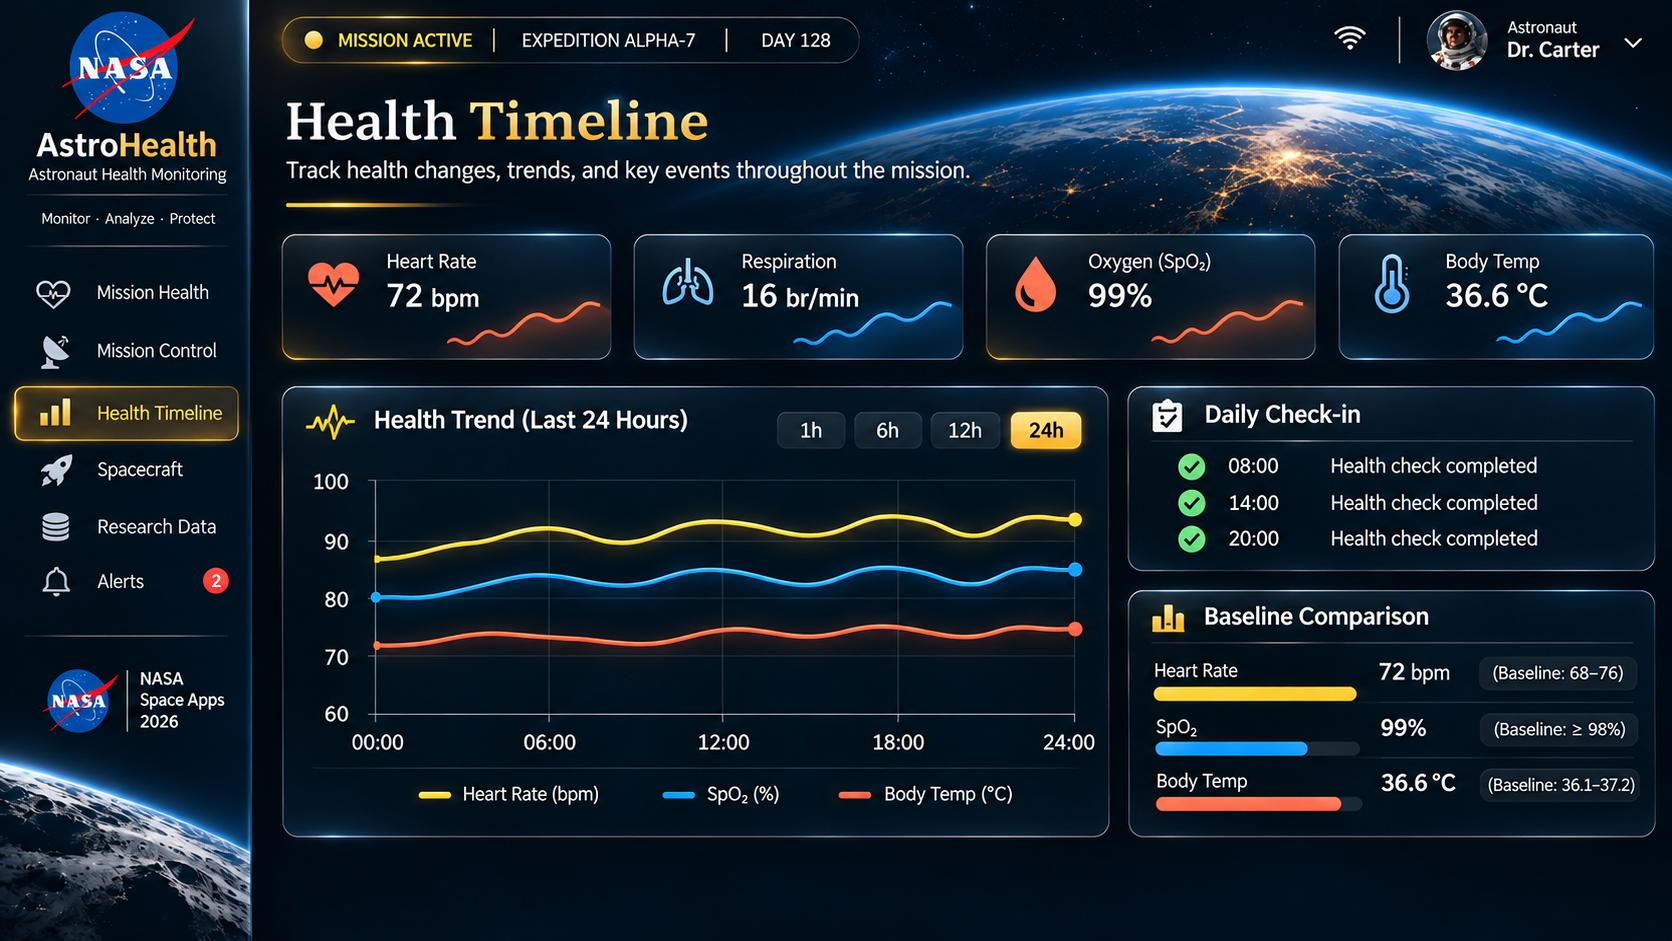 NASA
AstroHealth
Astronaut Health Monitoring
Monitor · Analyze · Protect
Mission Health
Mission Control
Health Timeline
Spacecraft
Research Data
Alerts 2
NASA
NASA
Space Apps
2026
MISSION ACTIVE | EXPEDITION ALPHA-7 | DAY 128
Astronaut
Dr. Carter
Health Timeline
Track health changes, trends, and key events throughout the mission.
Heart Rate
72 bpm
Respiration
16 br/min
Oxygen (SpO₂)
99%
Body Temp
36.6 °C
Health Trend (Last 24 Hours)
1h 6h 12h 24h
100
90
80
70
60
00:00 06:00 12:00 18:00 24:00
Heart Rate (bpm) SpO₂ (%) Body Temp (°C)
Daily Check-in
08:00 Health check completed
14:00 Health check completed
20:00 Health check completed
Baseline Comparison
Heart Rate 72 bpm (Baseline: 68–76)
SpO₂ 99% (Baseline: ≥ 98%)
Body Temp 36.6 °C (Baseline: 36.1–37.2)